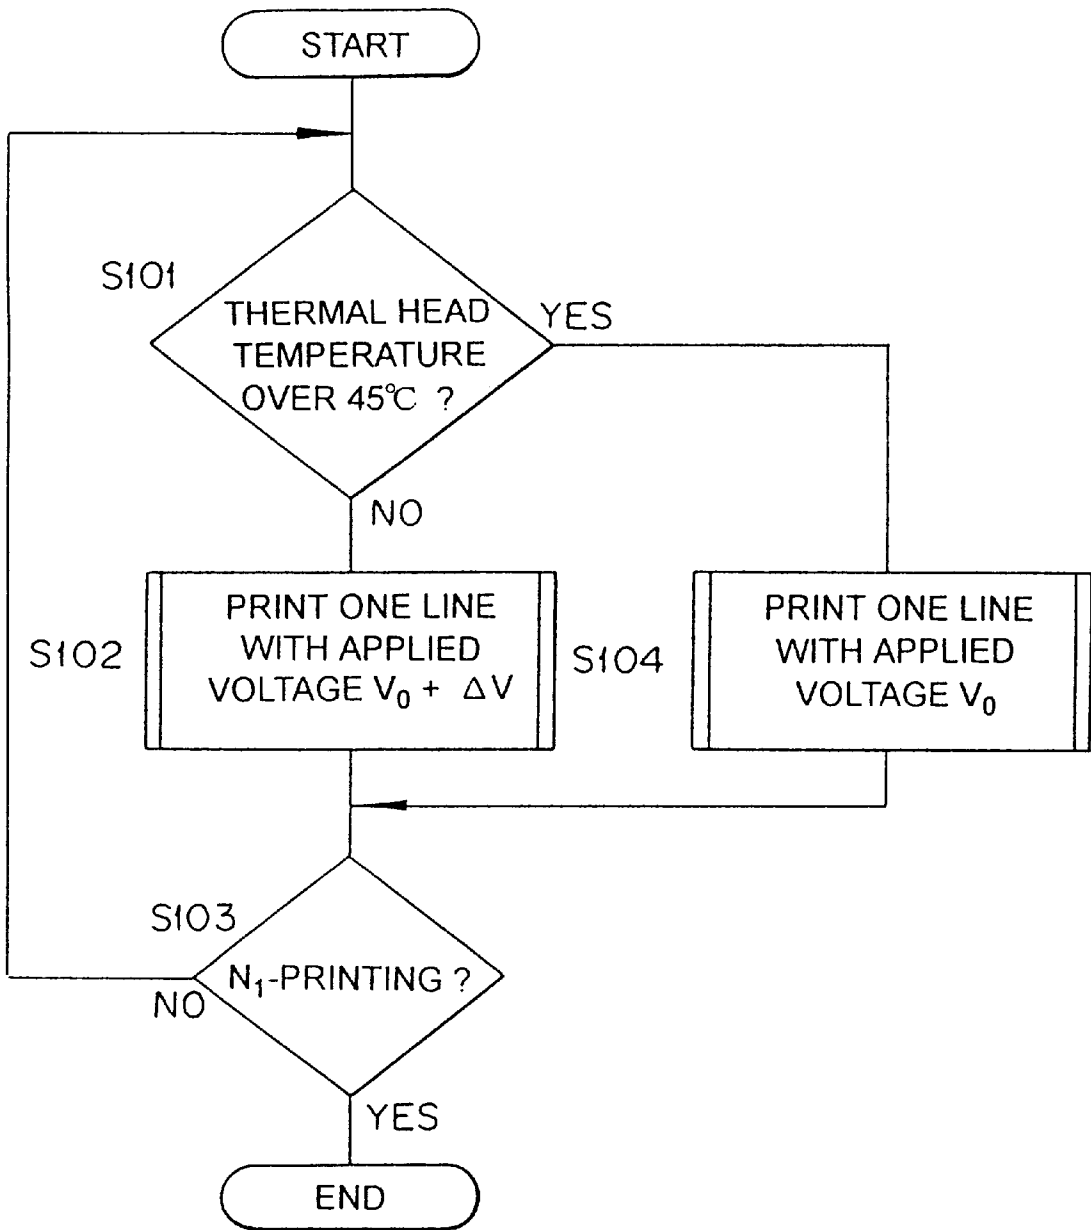 START
S101
THERMAL HEAD
TEMPERATURE
OVER 45℃ ?
YES
NO
S102
PRINT ONE LINE
WITH APPLIED
VOLTAGE V₀ + ΔV
S104
PRINT ONE LINE
WITH APPLIED
VOLTAGE V₀
S103
N₁-PRINTING ?
NO
YES
END